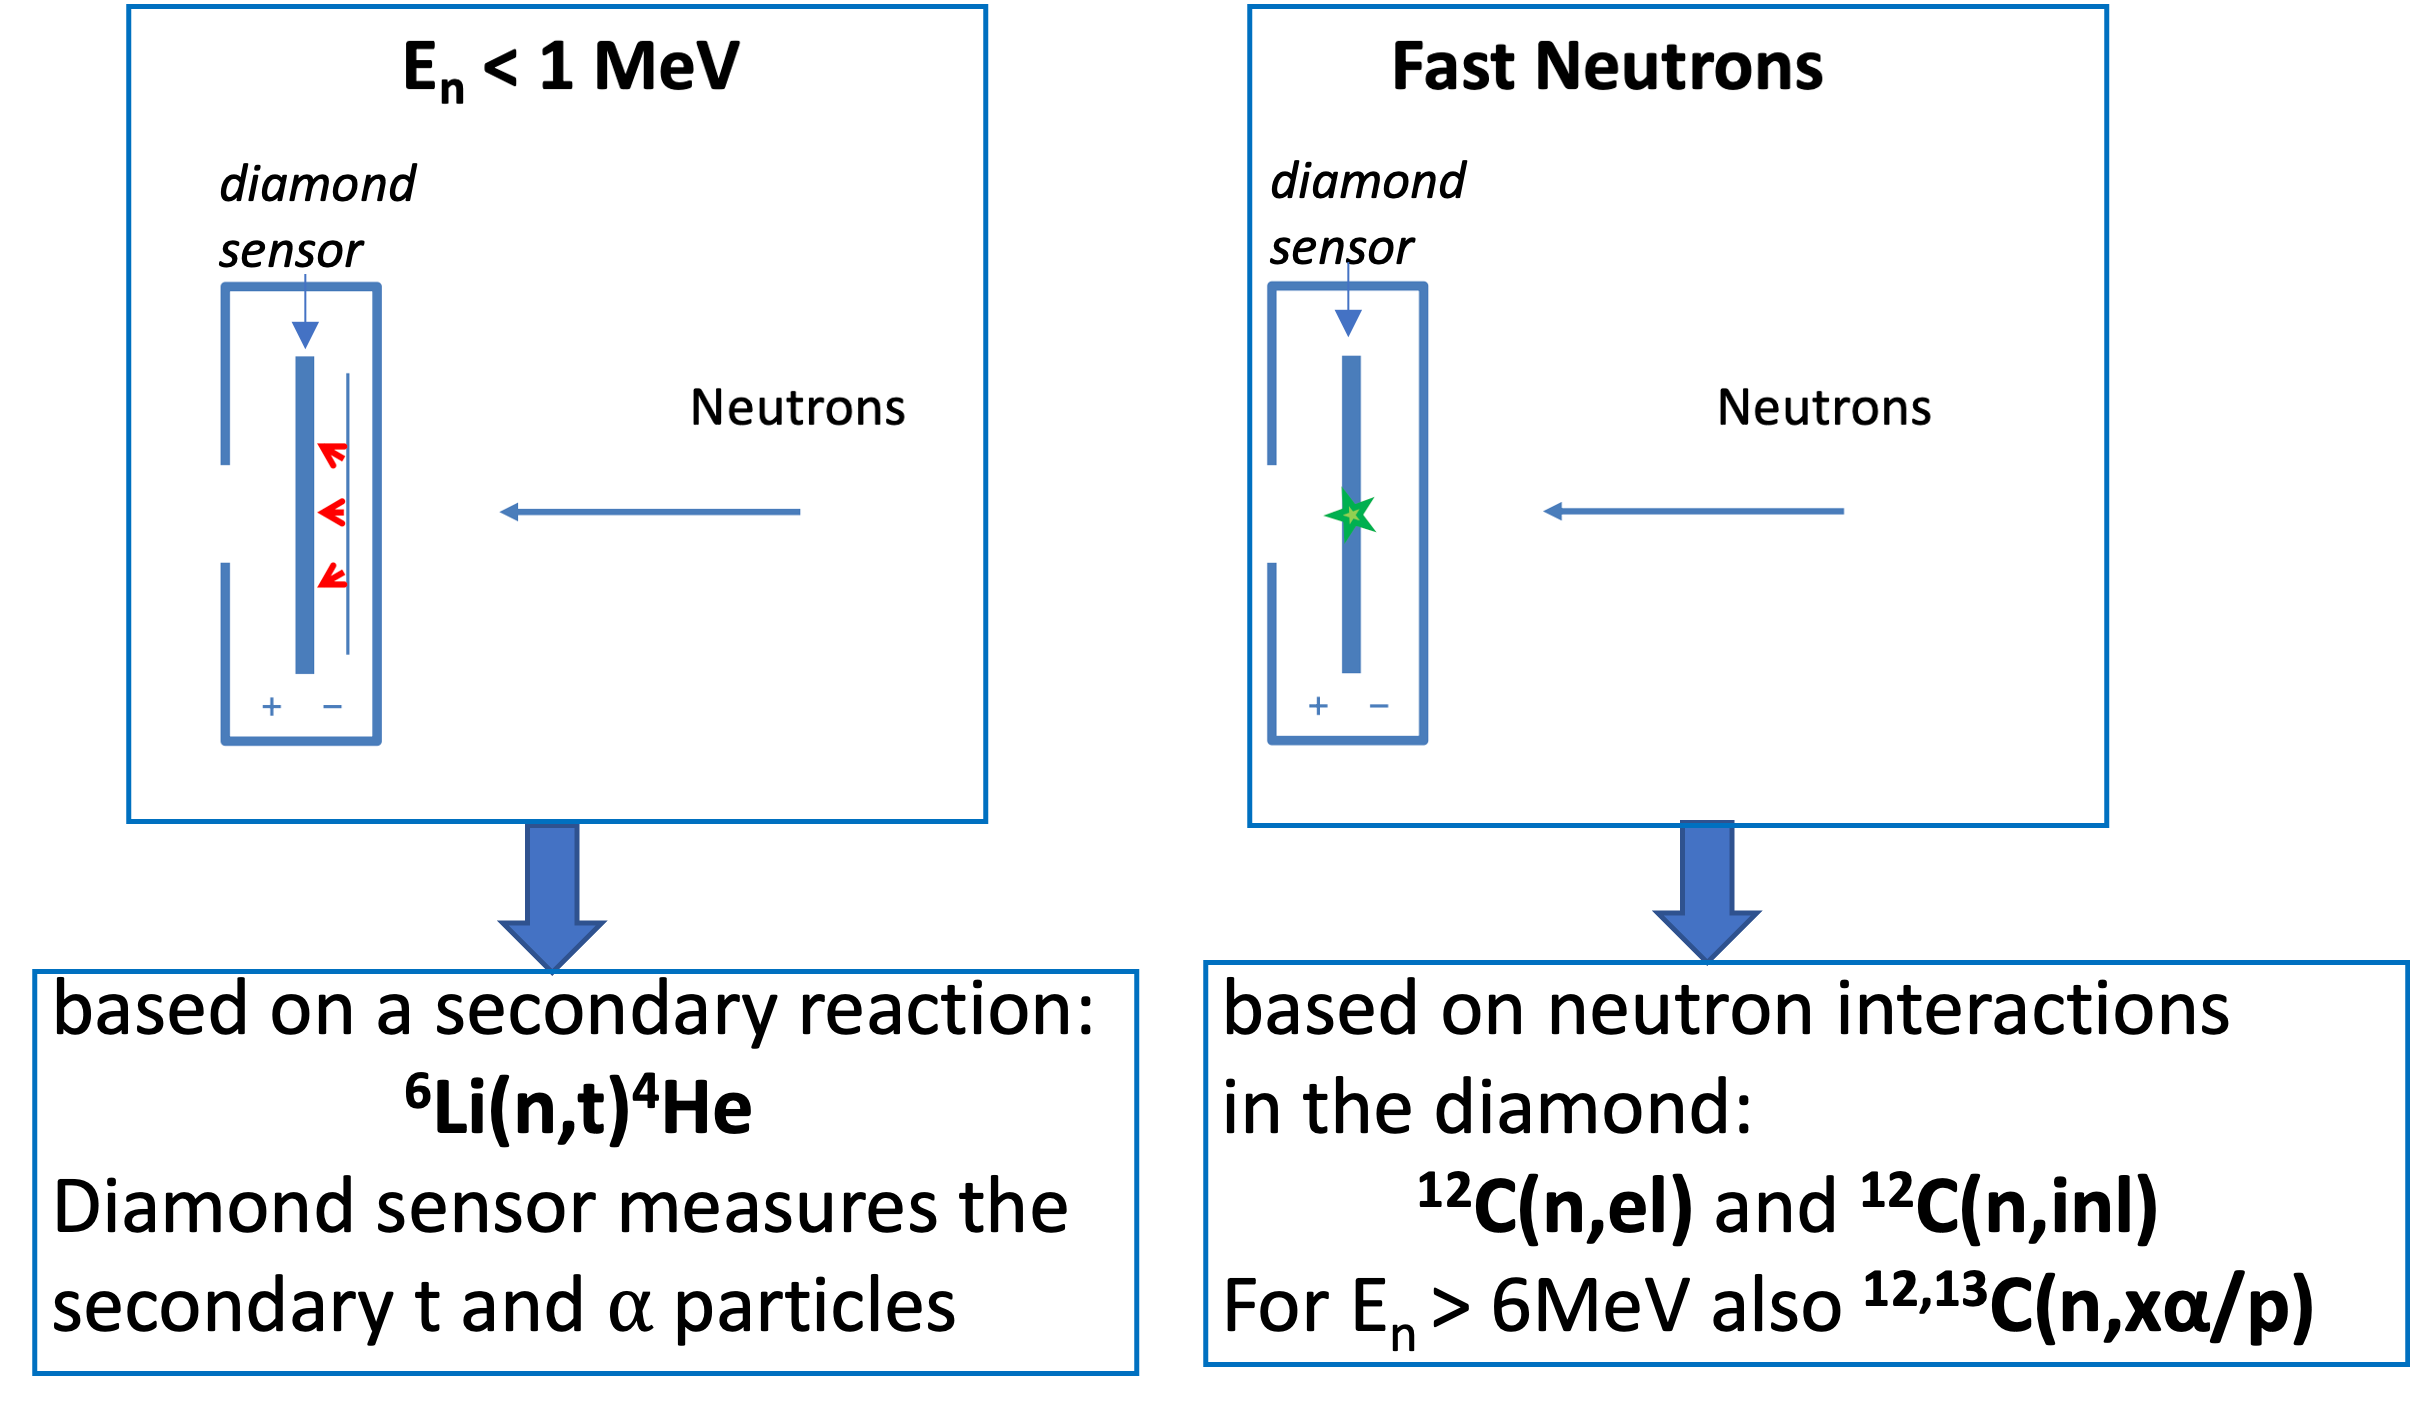 Eₙ < 1 MeV
diamond
sensor
Neutrons
+ −
based on a secondary reaction:
⁶Li(n,t)⁴He
Diamond sensor measures the
secondary t and α particles
Fast Neutrons
diamond
sensor
Neutrons
+ −
based on neutron interactions
in the diamond:
¹²C(n,el) and ¹²C(n,inl)
For Eₙ > 6MeV also ¹²,¹³C(n,xα/p)